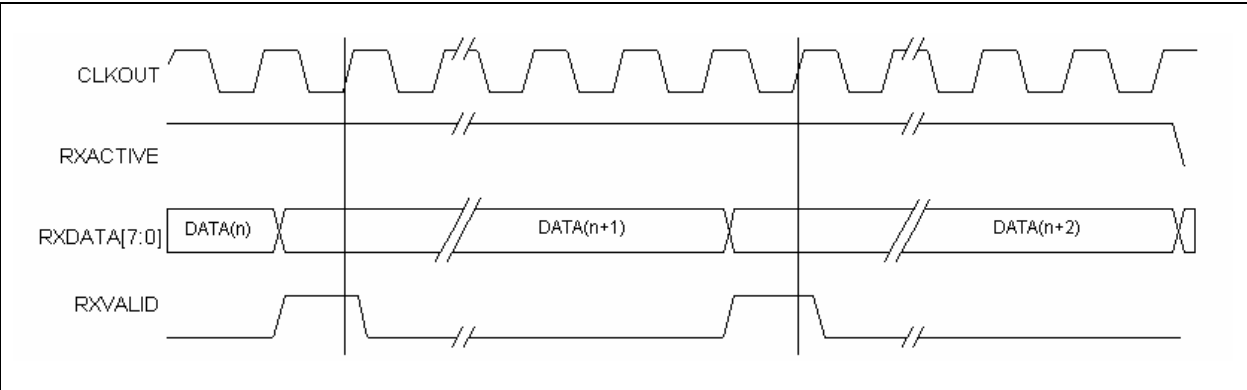 CLKOUT
RXACTIVE
RXDATA[7:0]
DATA(n)
DATA(n+1)
DATA(n+2)
RXVALID